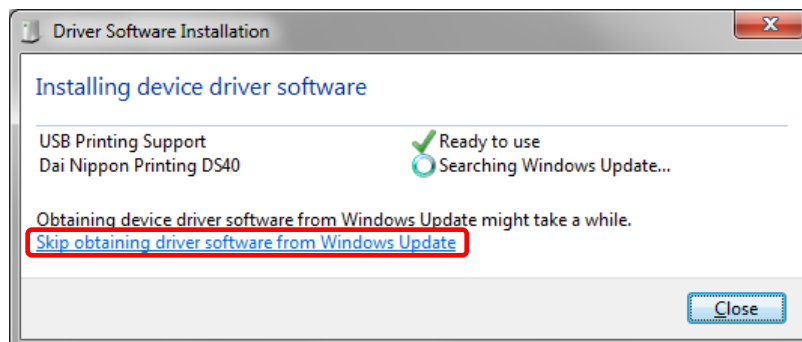 Driver Software Installation
Installing device driver software
USB Printing Support Ready to use
Dai Nippon Printing DS40 Searching Windows Update...
Obtaining device driver software from Windows Update might take a while.
Skip obtaining driver software from Windows Update
Close